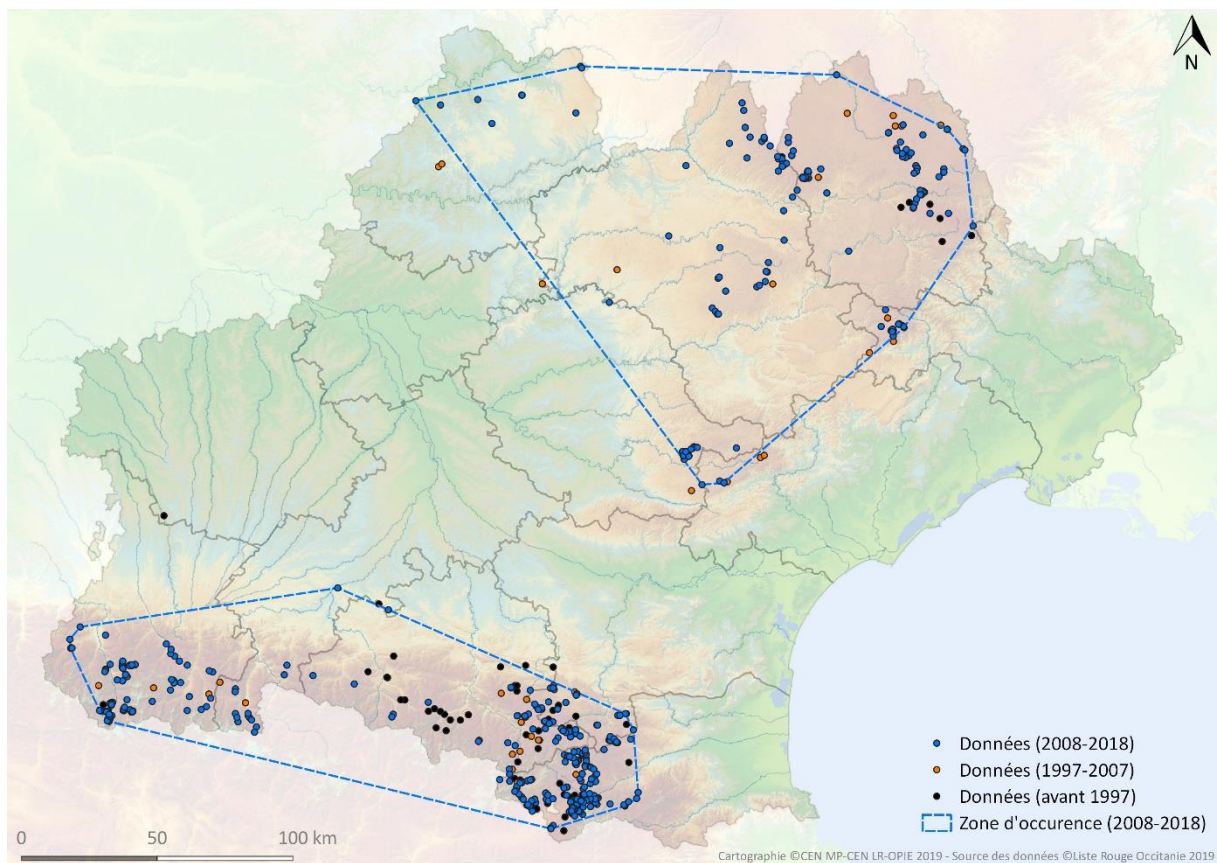 N
Données (2008-2018)
Données (1997-2007)
Données (avant 1997)
Zone d'occurence (2008-2018)
0 50 100 km
Cartographie ©CEN MP-CEN LR-OPIE 2019 - Source des données ©Liste Rouge Occitanie 2019